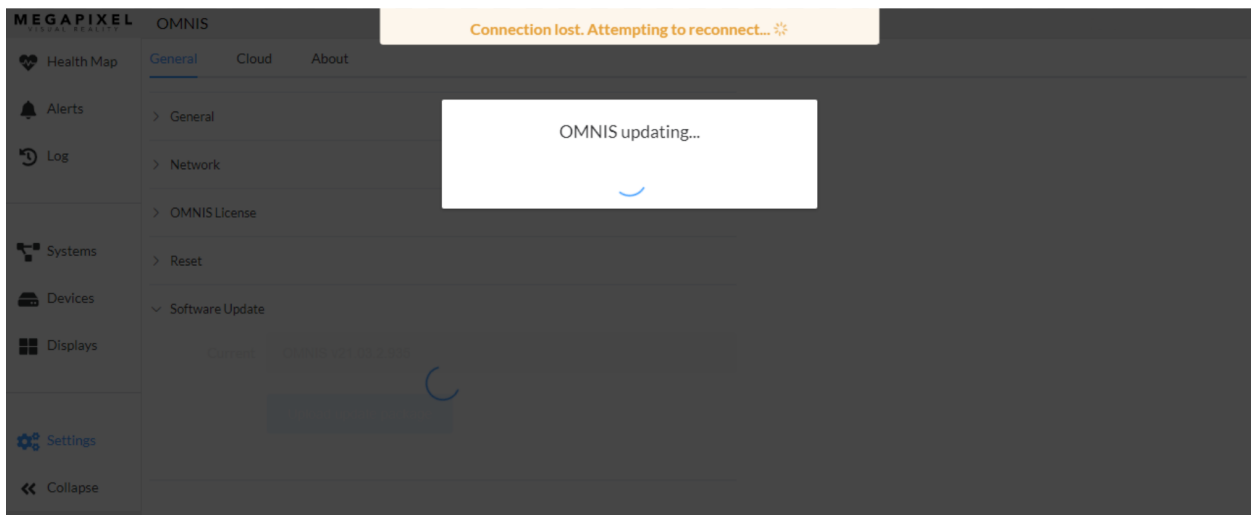 MEGAPIXEL
VISUAL REALITY
OMNIS
Connection lost. Attempting to reconnect...
Health Map
General Cloud About
Alerts
General
OMNIS updating...
Log
Network
OMNIS License
Systems
Reset
Devices
Software Update
Displays
Current
Settings
Collapse